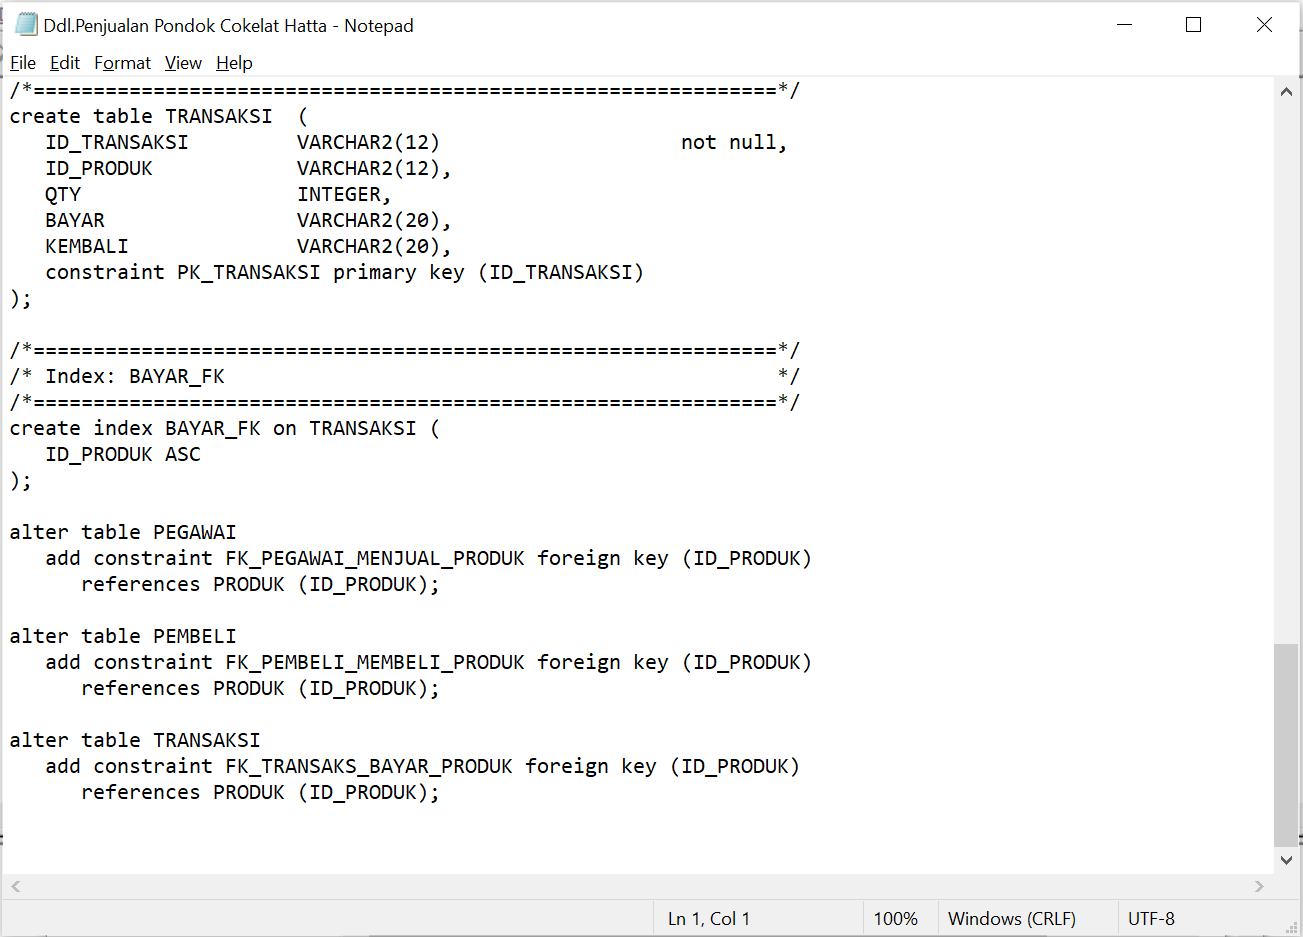 Ddl.Penjualan Pondok Cokelat Hatta - Notepad
File Edit Format View Help
/*==============================================================*/
create table TRANSAKSI  (
   ID_TRANSAKSI         VARCHAR2(12)                    not null,
   ID_PRODUK            VARCHAR2(12),
   QTY                  INTEGER,
   BAYAR                VARCHAR2(20),
   KEMBALI              VARCHAR2(20),
   constraint PK_TRANSAKSI primary key (ID_TRANSAKSI)
);
/*==============================================================*/
/* Index: BAYAR_FK                                              */
/*==============================================================*/
create index BAYAR_FK on TRANSAKSI (
   ID_PRODUK ASC
);
alter table PEGAWAI
   add constraint FK_PEGAWAI_MENJUAL_PRODUK foreign key (ID_PRODUK)
      references PRODUK (ID_PRODUK);
alter table PEMBELI
   add constraint FK_PEMBELI_MEMBELI_PRODUK foreign key (ID_PRODUK)
      references PRODUK (ID_PRODUK);
alter table TRANSAKSI
   add constraint FK_TRANSAKS_BAYAR_PRODUK foreign key (ID_PRODUK)
      references PRODUK (ID_PRODUK);
Ln 1, Col 1 100% Windows (CRLF) UTF-8